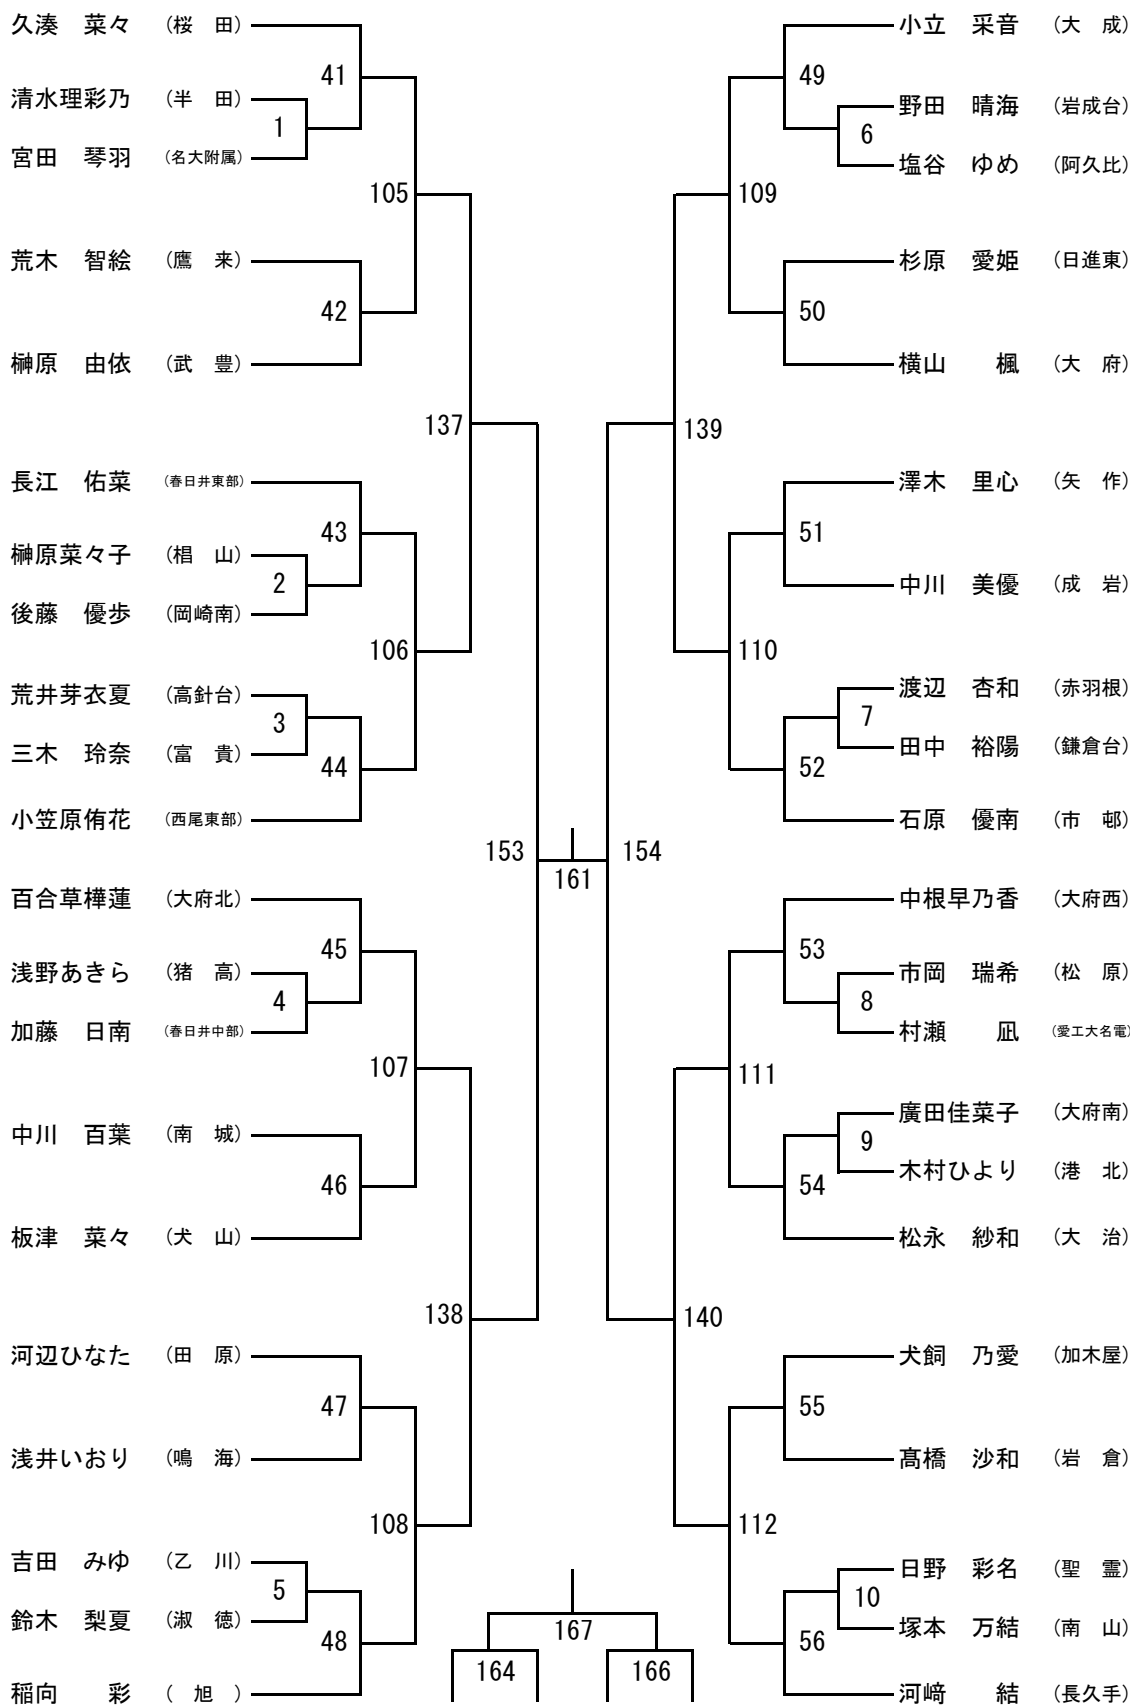 久湊　菜々　（桜　田）
41
清水理彩乃　（半　田）
1
宮田　琴羽　（名大附属）
105
荒木　智絵　（鷹　来）
42
榊原　由依　（武　豊）
137
長江　佑菜　（春日井東部）
43
榊原菜々子　（椙　山）
2
後藤　優歩　（岡崎南）
106
荒井芽衣夏　（高針台）
3
三木　玲奈　（富　貴）
44
小笠原侑花　（西尾東部）
153
百合草樺蓮　（大府北）
45
浅野あきら　（猪　高）
4
加藤　日南　（春日井中部）
107
中川　百葉　（南　城）
46
板津　菜々　（犬　山）
138
河辺ひなた　（田　原）
47
浅井いおり　（鳴　海）
108
吉田　みゆ　（乙　川）
5
鈴木　梨夏　（淑　徳）
48
稲向　　彩　（　旭　）
161
167
164
166
小立　采音　（大　成）
49
野田　晴海　（岩成台）
6
塩谷　ゆめ　（阿久比）
109
杉原　愛姫　（日進東）
50
横山　　楓　（大　府）
139
澤木　里心　（矢　作）
51
中川　美優　（成　岩）
110
渡辺　杏和　（赤羽根）
7
田中　裕陽　（鎌倉台）
52
石原　優南　（市　邨）
154
中根早乃香　（大府西）
53
市岡　瑞希　（松　原）
8
村瀬　　凪　（愛工大名電）
111
廣田佳菜子　（大府南）
9
木村ひより　（港　北）
54
松永　紗和　（大　治）
140
犬飼　乃愛　（加木屋）
55
髙橋　沙和　（岩　倉）
112
日野　彩名　（聖　霊）
10
塚本　万結　（南　山）
56
河﨑　　結　（長久手）